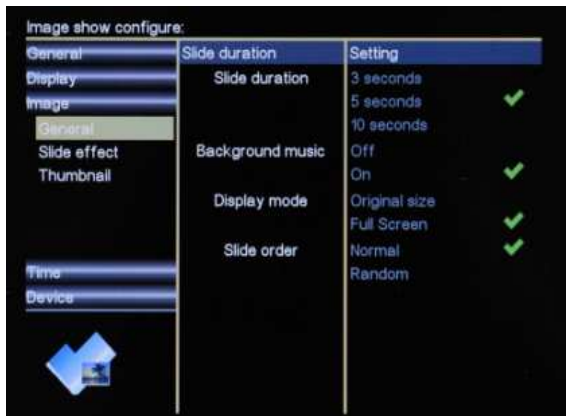 Image show configure:
General
Display
Image
General
Slide effect
Thumbnail
Time
Device
Slide duration Setting
Slide duration 3 seconds
5 seconds
10 seconds
Background music Off
On
Display mode Original size
Full Screen
Slide order Normal
Random